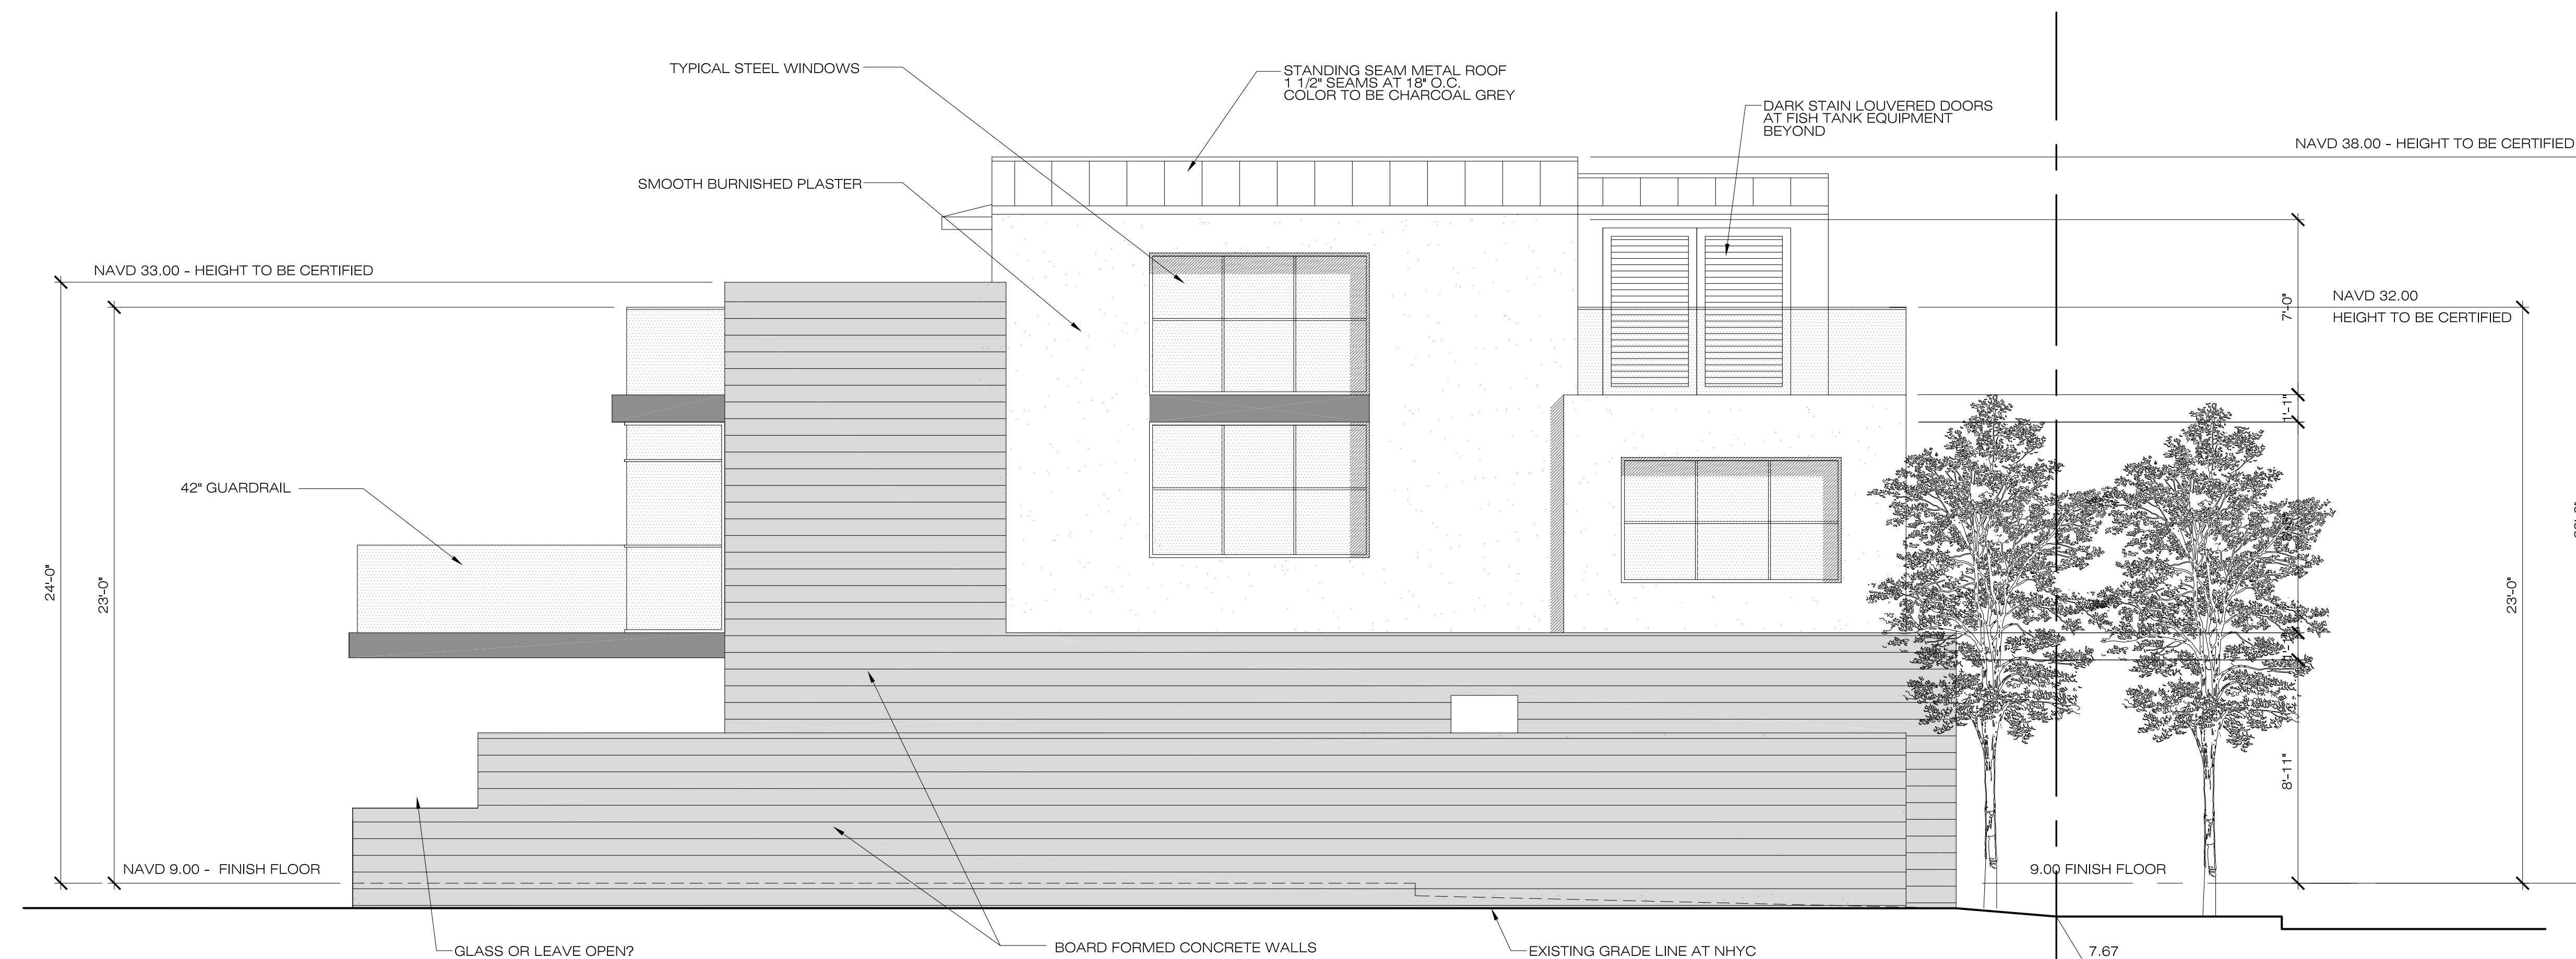 TYPICAL STEEL WINDOWS
STANDING SEAM METAL ROOF
1 1/2" SEAMS AT 18" O.C.
COLOR TO BE CHARCOAL GREY
DARK STAIN LOUVERED DOORS
AT FISH TANK EQUIPMENT
BEYOND
NAVD 38.00 - HEIGHT TO BE CERTIFIED
SMOOTH BURNISHED PLASTER
NAVD 33.00 - HEIGHT TO BE CERTIFIED
NAVD 32.00
HEIGHT TO BE CERTIFIED
7'-0"
1'-1"
42" GUARDRAIL
24'-0"
23'-0"
23'-0"
8'-11"
NAVD 9.00 - FINISH FLOOR
9.00 FINISH FLOOR
GLASS OR LEAVE OPEN?
BOARD FORMED CONCRETE WALLS
EXISTING GRADE LINE AT NHYC
7.67